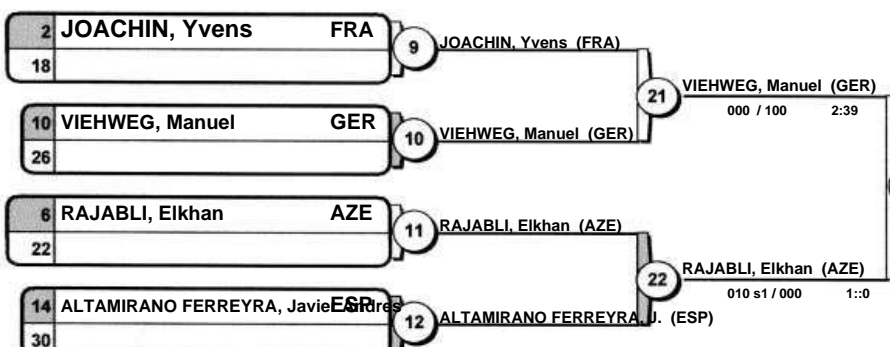 2 JOACHIN, Yvens FRA
18
9 JOACHIN, Yvens (FRA)
21 VIEHWEG, Manuel (GER)
000 / 100 2:39
10 VIEHWEG, Manuel GER
26
10 VIEHWEG, Manuel (GER)
6 RAJABLI, Elkhan AZE
22
11 RAJABLI, Elkhan (AZE)
22 RAJABLI, Elkhan (AZE)
010 s1 / 000 1::0
14 ALTAMIRANO FERREYRA, Javier Andres ESP
30
12 ALTAMIRANO FERREYRA, J. (ESP)